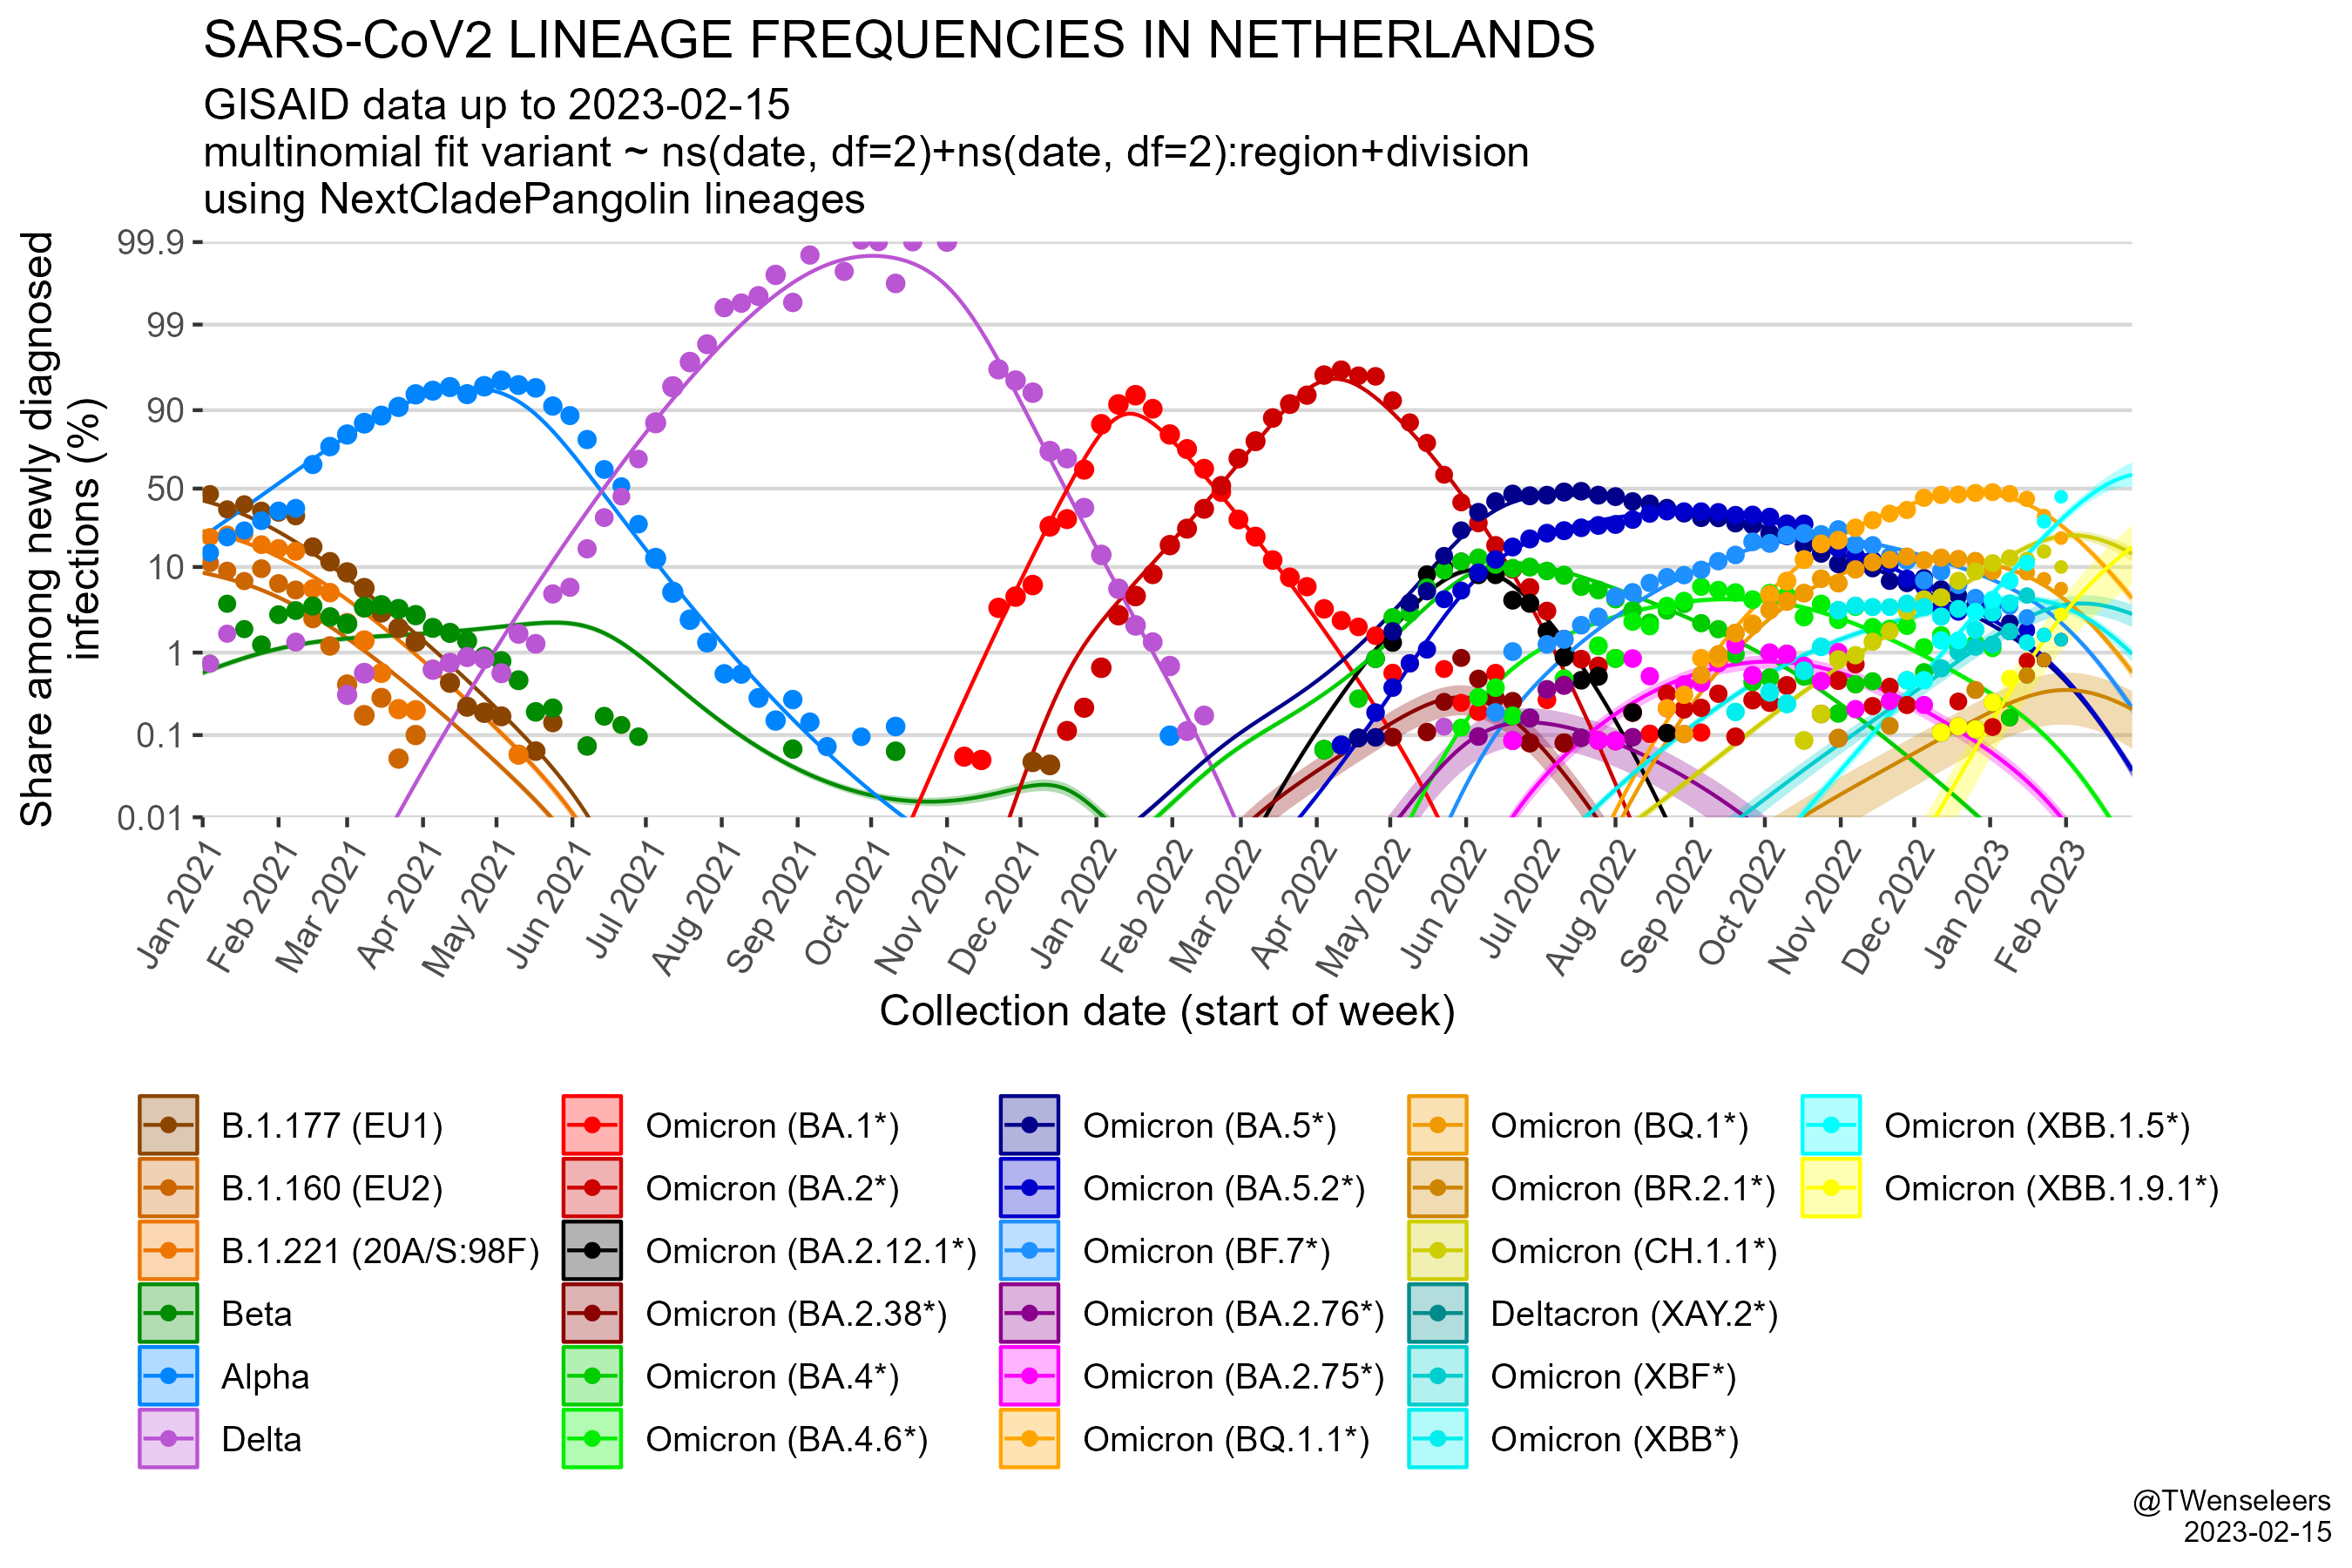 SARS-CoV2 LINEAGE FREQUENCIES IN NETHERLANDS
GISAID data up to 2023-02-15
multinomial fit variant ~ ns(date, df=2)+ns(date, df=2):region+division
using NextCladePangolin lineages
Share among newly diagnosed
infections (%)
99.9
99
90
50
10
1
0.1
0.01
Jan 2021
Feb 2021
Mar 2021
Apr 2021
May 2021
Jun 2021
Jul 2021
Aug 2021
Sep 2021
Oct 2021
Nov 2021
Dec 2021
Jan 2022
Feb 2022
Mar 2022
Apr 2022
May 2022
Jun 2022
Jul 2022
Aug 2022
Sep 2022
Oct 2022
Nov 2022
Dec 2022
Jan 2023
Feb 2023
Collection date (start of week)
B.1.177 (EU1)
B.1.160 (EU2)
B.1.221 (20A/S:98F)
Beta
Alpha
Delta
Omicron (BA.1*)
Omicron (BA.2*)
Omicron (BA.2.12.1*)
Omicron (BA.2.38*)
Omicron (BA.4*)
Omicron (BA.4.6*)
Omicron (BA.5*)
Omicron (BA.5.2*)
Omicron (BF.7*)
Omicron (BA.2.76*)
Omicron (BA.2.75*)
Omicron (BQ.1.1*)
Omicron (BQ.1*)
Omicron (BR.2.1*)
Omicron (CH.1.1*)
Deltacron (XAY.2*)
Omicron (XBF*)
Omicron (XBB*)
Omicron (XBB.1.5*)
Omicron (XBB.1.9.1*)
@TWenseleers
2023-02-15